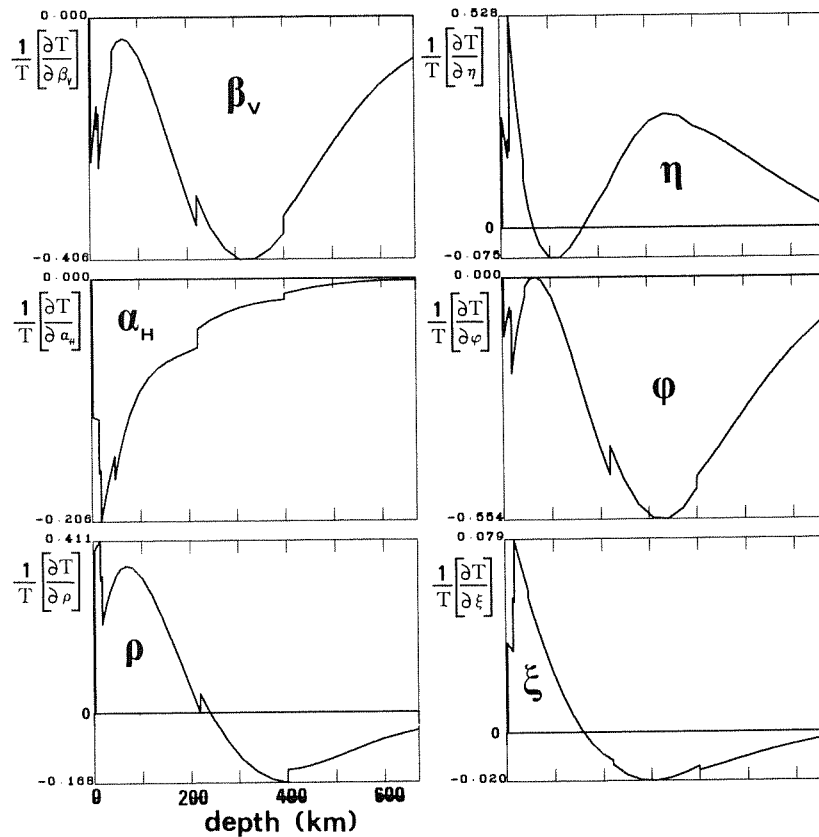 0.000
1/T [∂T/∂β_V]
β_V
-0.406
0.528
1/T [∂T/∂η]
η
0
-0.075
0.000
1/T [∂T/∂α_H]
α_H
-0.206
0.000
1/T [∂T/∂φ]
φ
-0.554
0.411
1/T [∂T/∂ρ]
ρ
0
-0.168
0 200 400 600
depth (km)
0.079
1/T [∂T/∂ξ]
ξ
0
-0.020